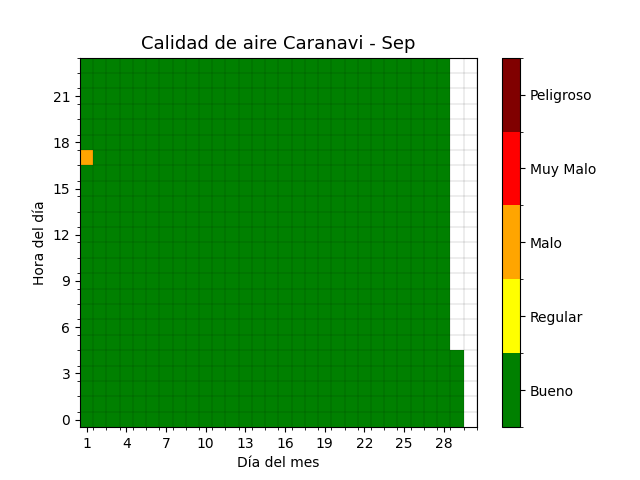 Calidad de aire Caranavi - Sep
Hora del día
21
18
15
12
9
6
3
0
1 4 7 10 13 16 19 22 25 28
Día del mes
Peligroso
Muy Malo
Malo
Regular
Bueno